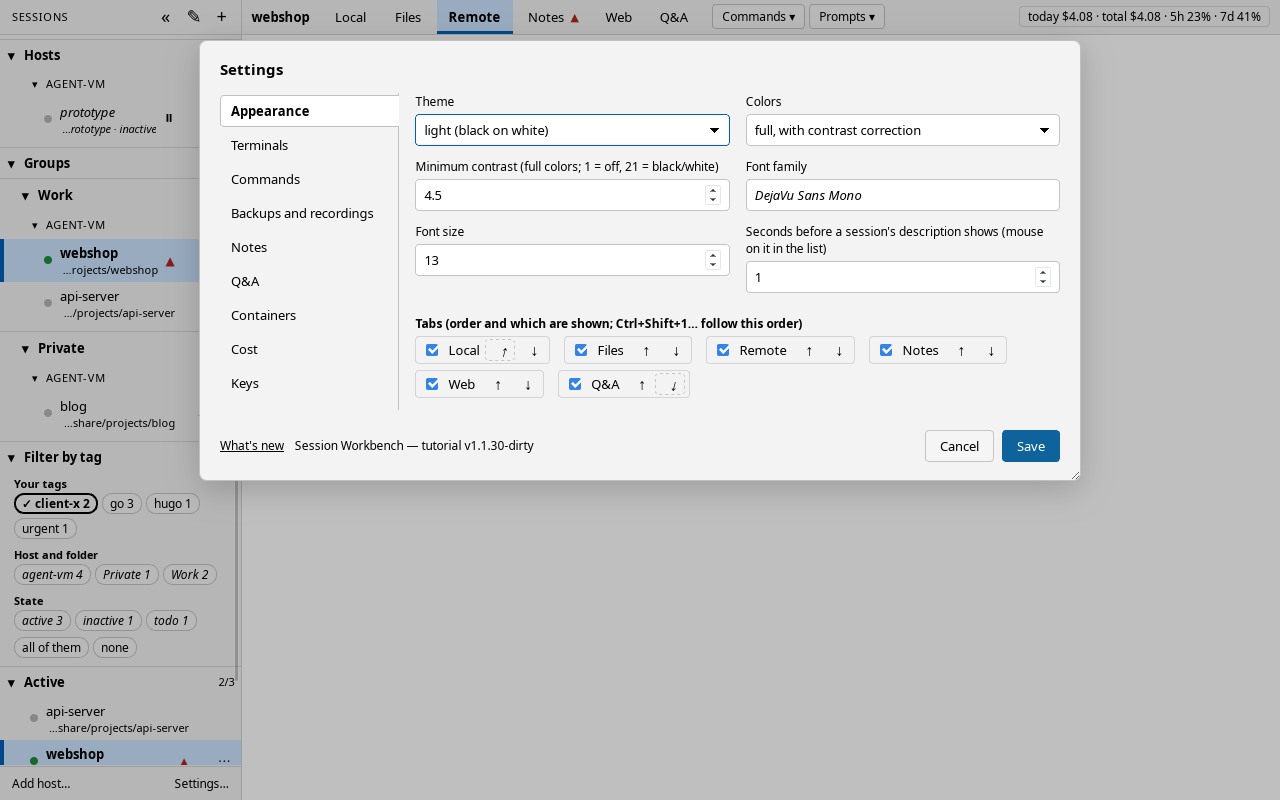 SESSIONS « ✎ +
webshop Local Files Remote Notes ▲ Web Q&A Commands ▾ Prompts ▾ today $4.08 · total $4.08 · 5h 23% · 7d 41%
▼ Hosts
▼ AGENT-VM
prototype
...rototype · inactive
▼ Groups
▼ Work
▼ AGENT-VM
webshop ▲
...rojects/webshop
api-server
.../projects/api-server
▼ Private
▼ AGENT-VM
blog
...share/projects/blog
▼ Filter by tag
Your tags
✓ client-x 2 go 3 hugo 1
urgent 1
Host and folder
agent-vm 4 Private 1 Work 2
State
active 3 inactive 1 todo 1
all of them none
▼ Active 2/3
api-server
...share/projects/api-server
webshop ▲ ...
Add host... Settings...
Settings
Appearance
Terminals
Commands
Backups and recordings
Notes
Q&A
Containers
Cost
Keys
Theme
light (black on white)
Colors
full, with contrast correction
Minimum contrast (full colors; 1 = off, 21 = black/white)
4.5
Font family
DejaVu Sans Mono
Font size
13
Seconds before a session's description shows (mouse
on it in the list)
1
Tabs (order and which are shown; Ctrl+Shift+1... follow this order)
Local ↑ ↓ Files ↑ ↓ Remote ↑ ↓ Notes ↑ ↓
Web ↑ ↓ Q&A ↑ ↓
What's new Session Workbench — tutorial v1.1.30-dirty
Cancel Save